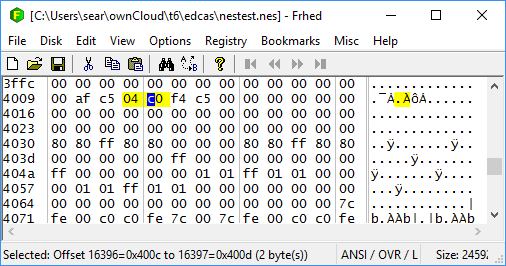 [C:\Users\sear\ownCloud\t6\edcas\nestest.nes] - Frhed
File Disk Edit View Options Registry Bookmarks Misc Help
3ffc 00 00 00 00 00 00 00 00 00 00 00 00 00 .............
4009 00 af c5 04 c0 f4 c5 00 00 00 00 00 00 .¯Å.ÀôÅ......
4016 00 00 00 00 00 00 00 00 00 00 00 00 00 .............
4023 00 00 00 00 00 00 00 00 00 00 00 00 00 .............
4030 80 80 ff 80 80 00 00 00 80 80 ff 80 80 ..ÿ.......ÿ..
403d 00 00 00 00 00 ff 00 00 00 00 00 00 00 .....ÿ.......
404a ff 00 00 00 00 01 01 ff 01 01 00 00 00 ÿ......ÿ.....
4057 00 01 01 ff 01 01 00 00 00 00 00 00 00 ...ÿ.........
4064 00 00 00 00 00 00 00 00 00 00 00 00 7c ............|
4071 fe 00 c0 c0 fe 7c 00 7c fe 00 c0 c0 fe þ.ÀÀþ|.|þ.ÀÀþ
Selected: Offset 16396=0x400c to 16397=0x400d (2 byte(s)) ANSI / OVR / L Size: 24592